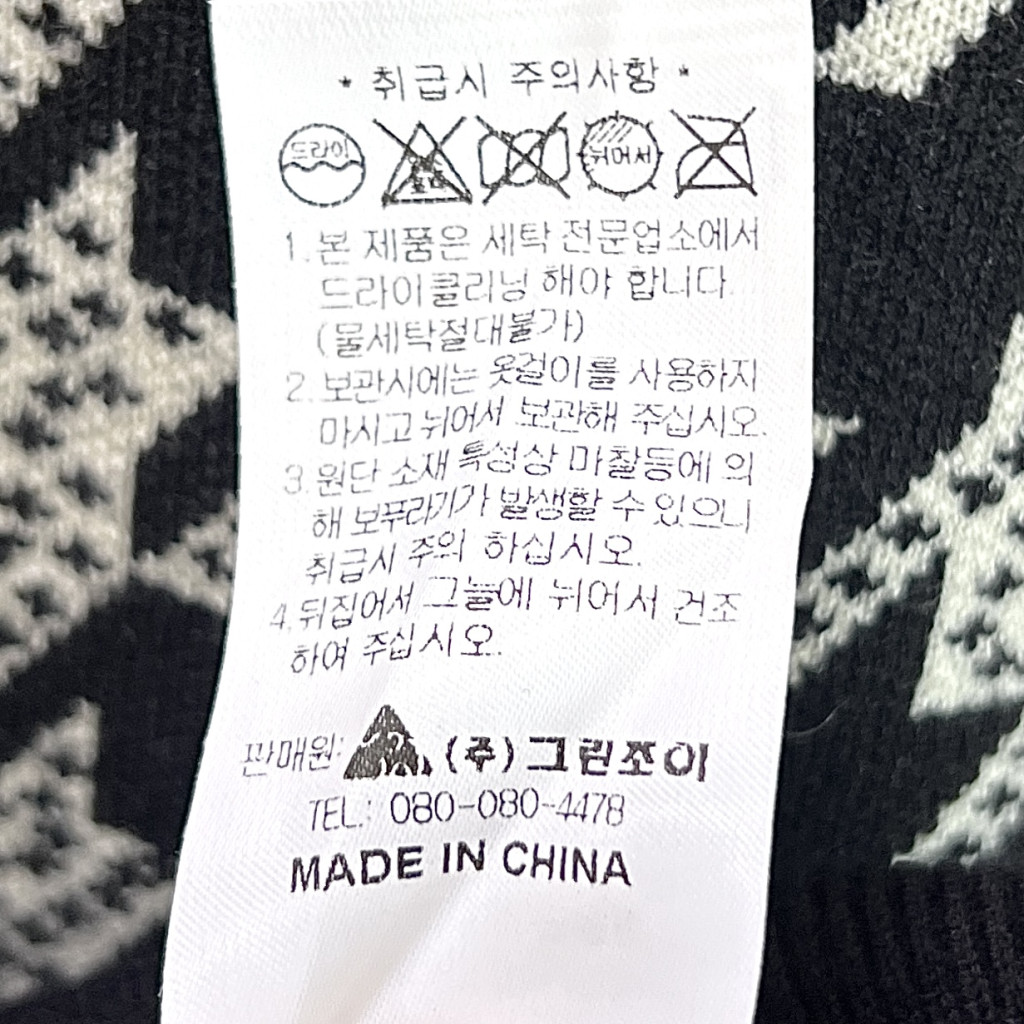 * 취급시 주의사항 *
드라이 염소 뉘어서
1. 본 제품은 세탁 전문업소에서
드라이클리닝 해야 합니다.
(물세탁절대불가)
2. 보관시에는 옷걸이를 사용하지
마시고 뉘어서 보관해 주십시오.
3. 원단 소재 특성상 마찰등에 의
해 보푸라기가 발생할 수 있으니
취급시 주의 하십시오.
4. 뒤집어서 그늘에 뉘어서 건조
하여 주십시오.
판매원: (주)그린조이
TEL.: 080-080-4478
MADE IN CHINA